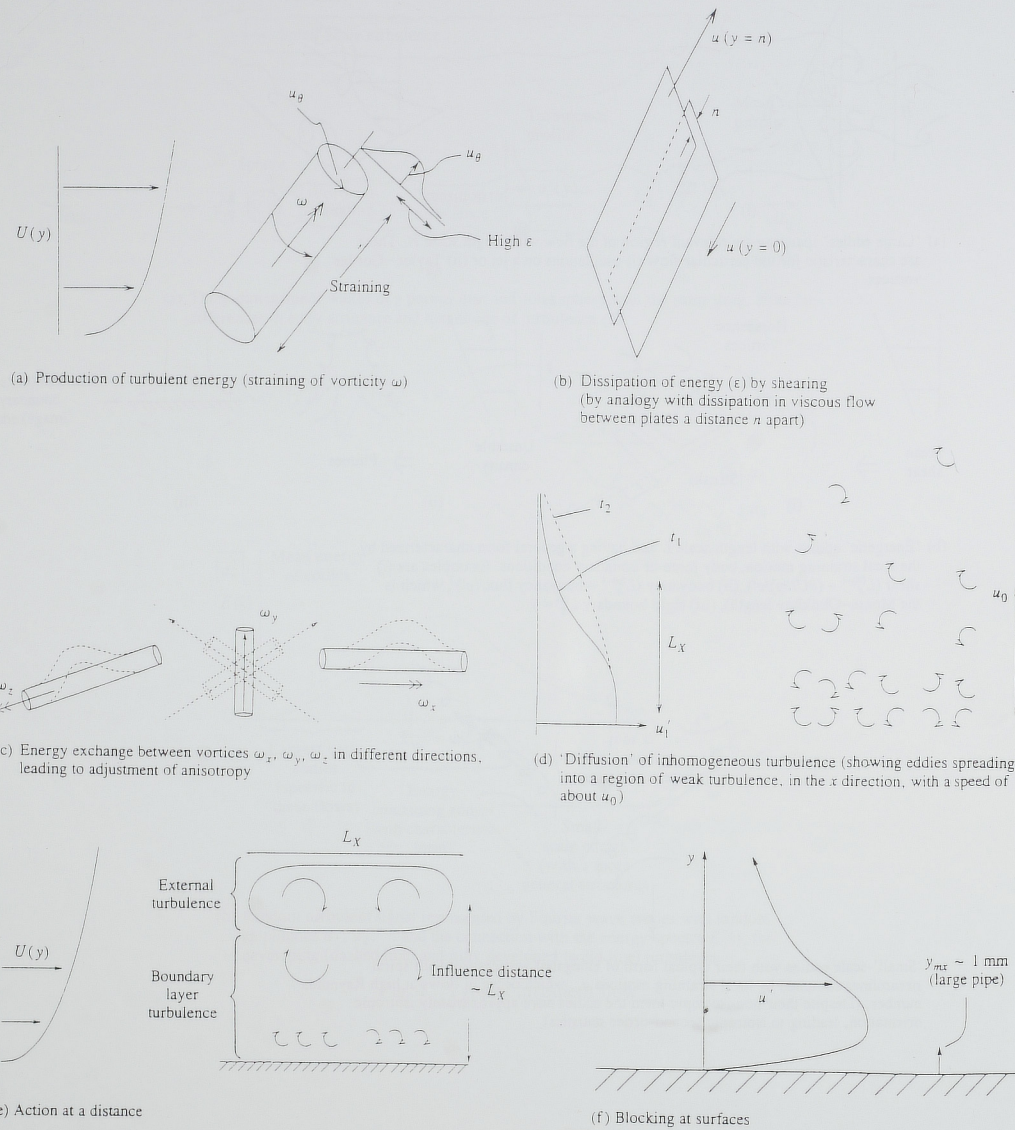 U(y)
u_θ
u_θ
ω
High ε
Straining
(a) Production of turbulent energy (straining of vorticity ω)
u (y = n)
n
u (y = 0)
(b) Dissipation of energy (ε) by shearing
(by analogy with dissipation in viscous flow
between plates a distance n apart)
ω_z
ω_y
ω_x
c) Energy exchange between vortices ω_x, ω_y, ω_z in different directions,
leading to adjustment of anisotropy
t_2
t_1
L_X
u'_1
u_0
(d) 'Diffusion' of inhomogeneous turbulence (showing eddies spreading
into a region of weak turbulence, in the x direction, with a speed of
about u_0)
U(y)
L_X
External
turbulence
Boundary
layer
turbulence
Influence distance
~ L_X
e) Action at a distance
y
u'
y_mx ~ 1 mm
(large pipe)
(f) Blocking at surfaces